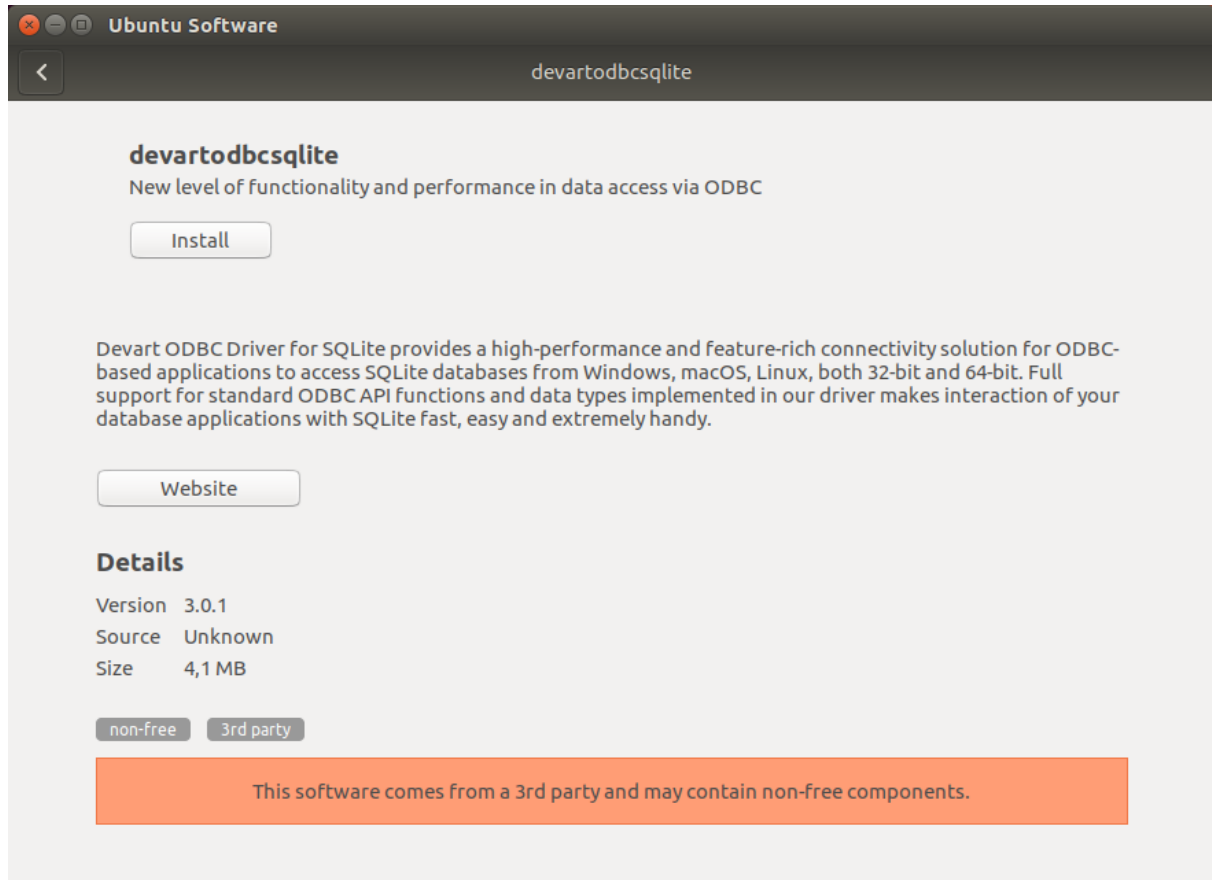 Ubuntu Software
devartodbcsqlite
devartodbcsqlite
New level of functionality and performance in data access via ODBC
Install
Devart ODBC Driver for SQLite provides a high-performance and feature-rich connectivity solution for ODBC-
based applications to access SQLite databases from Windows, macOS, Linux, both 32-bit and 64-bit. Full
support for standard ODBC API functions and data types implemented in our driver makes interaction of your
database applications with SQLite fast, easy and extremely handy.
Website
Details
Version 3.0.1
Source Unknown
Size 4,1 MB
non-free 3rd party
This software comes from a 3rd party and may contain non-free components.